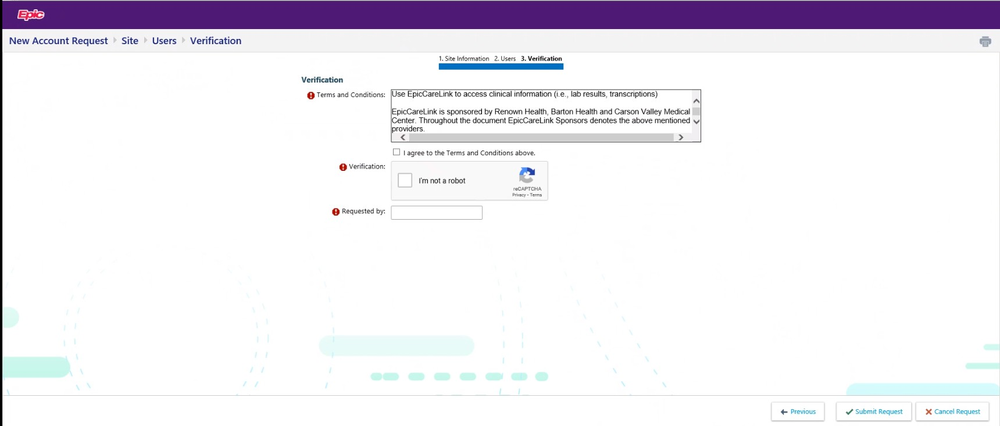 Epic
New Account Request Site Users Verification
1. Site Information 2. Users 3. Verification
Verification
Terms and Conditions:
Use EpicCareLink to access clinical information (i.e., lab results, transcriptions)
EpicCareLink is sponsored by Renown Health, Barton Health and Carson Valley Medical
Center. Throughout the document EpicCareLink Sponsors denotes the above mentioned
providers.
I agree to the Terms and Conditions above.
Verification:
I'm not a robot
reCAPTCHA
Privacy - Terms
Requested by:
Previous Submit Request Cancel Request